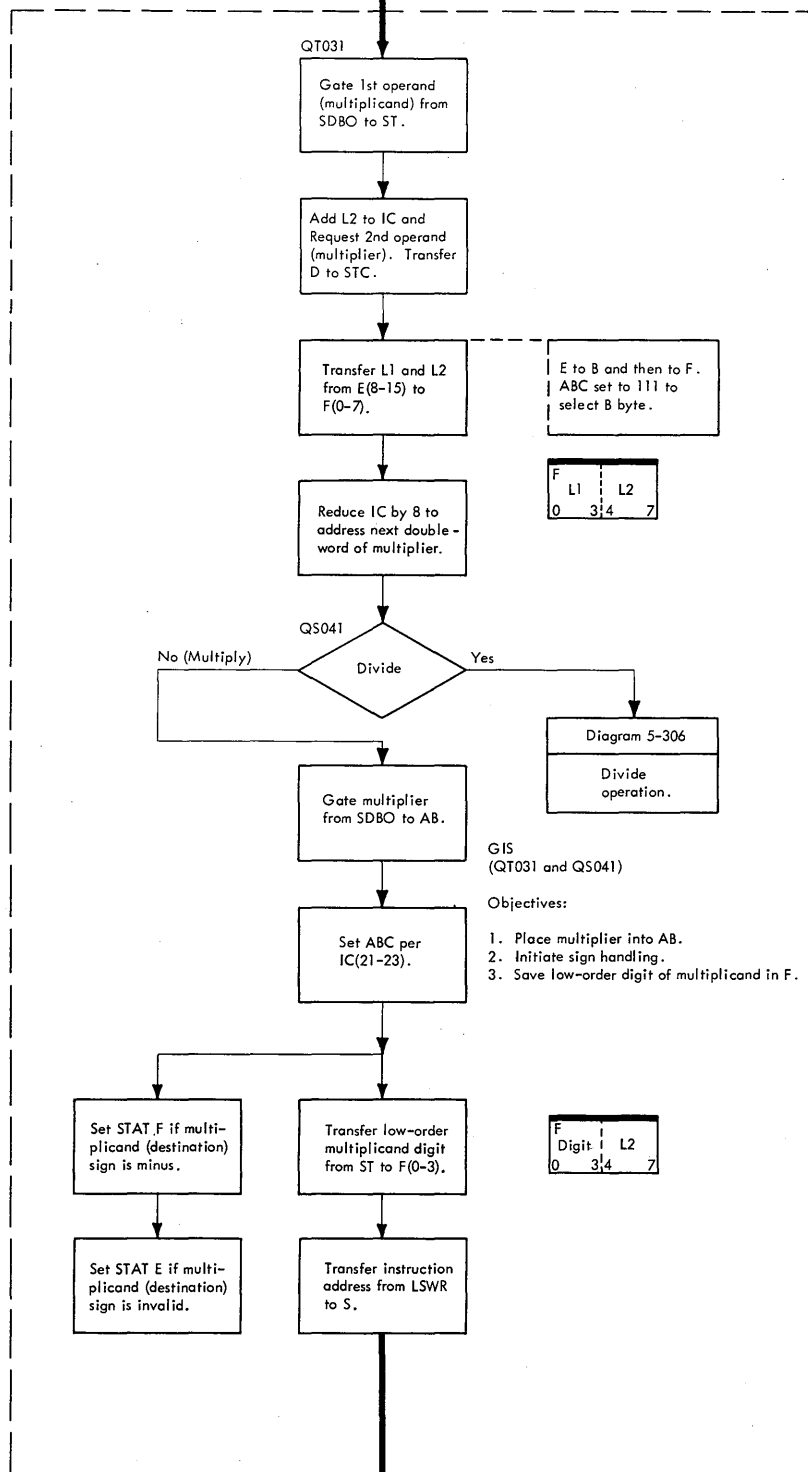 QT031
Gate 1st operand
(multiplicand) from
SDBO to ST.
Add L2 to IC and
Request 2nd operand
(multiplier). Transfer
D to STC.
Transfer L1 and L2
from E(8-15) to
F(0-7).
E to B and then to F.
ABC set to 111 to
select B byte.
F
L1 L2
0 3 4 7
Reduce IC by 8 to
address next double-
word of multiplier.
QS041
No (Multiply)
Divide
Yes
Diagram 5-306
Divide
operation.
Gate multiplier
from SDBO to AB.
GIS
(QT031 and QS041)
Objectives:
1. Place multiplier into AB.
2. Initiate sign handling.
3. Save low-order digit of multiplicand in F.
Set ABC per
IC(21-23).
Set STAT F if multi-
plicand (destination)
sign is minus.
Transfer low-order
multiplicand digit
from ST to F(0-3).
F
Digit L2
0 3 4 7
Set STAT E if multi-
plicand (destination)
sign is invalid.
Transfer instruction
address from LSWR
to S.